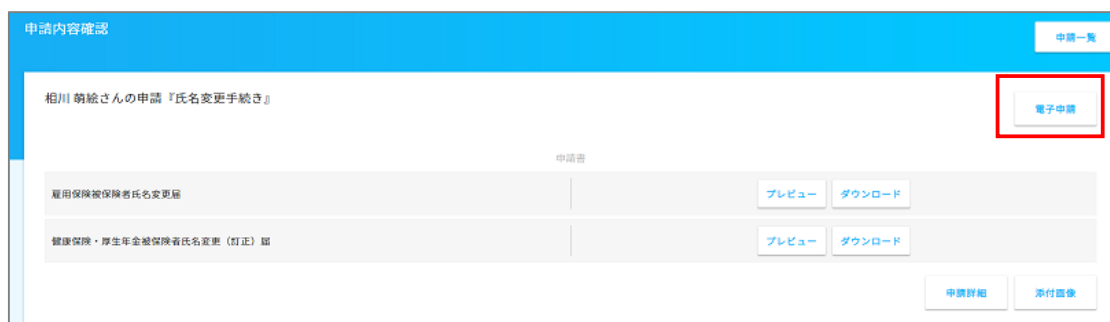 申請内容確認
申請一覧
相川 萌絵さんの申請『氏名変更手続き』
電子申請
申請書
雇用保険被保険者氏名変更届
プレビュー
ダウンロード
健康保険・厚生年金被保険者氏名変更（訂正）届
プレビュー
ダウンロード
申請詳細
添付画像